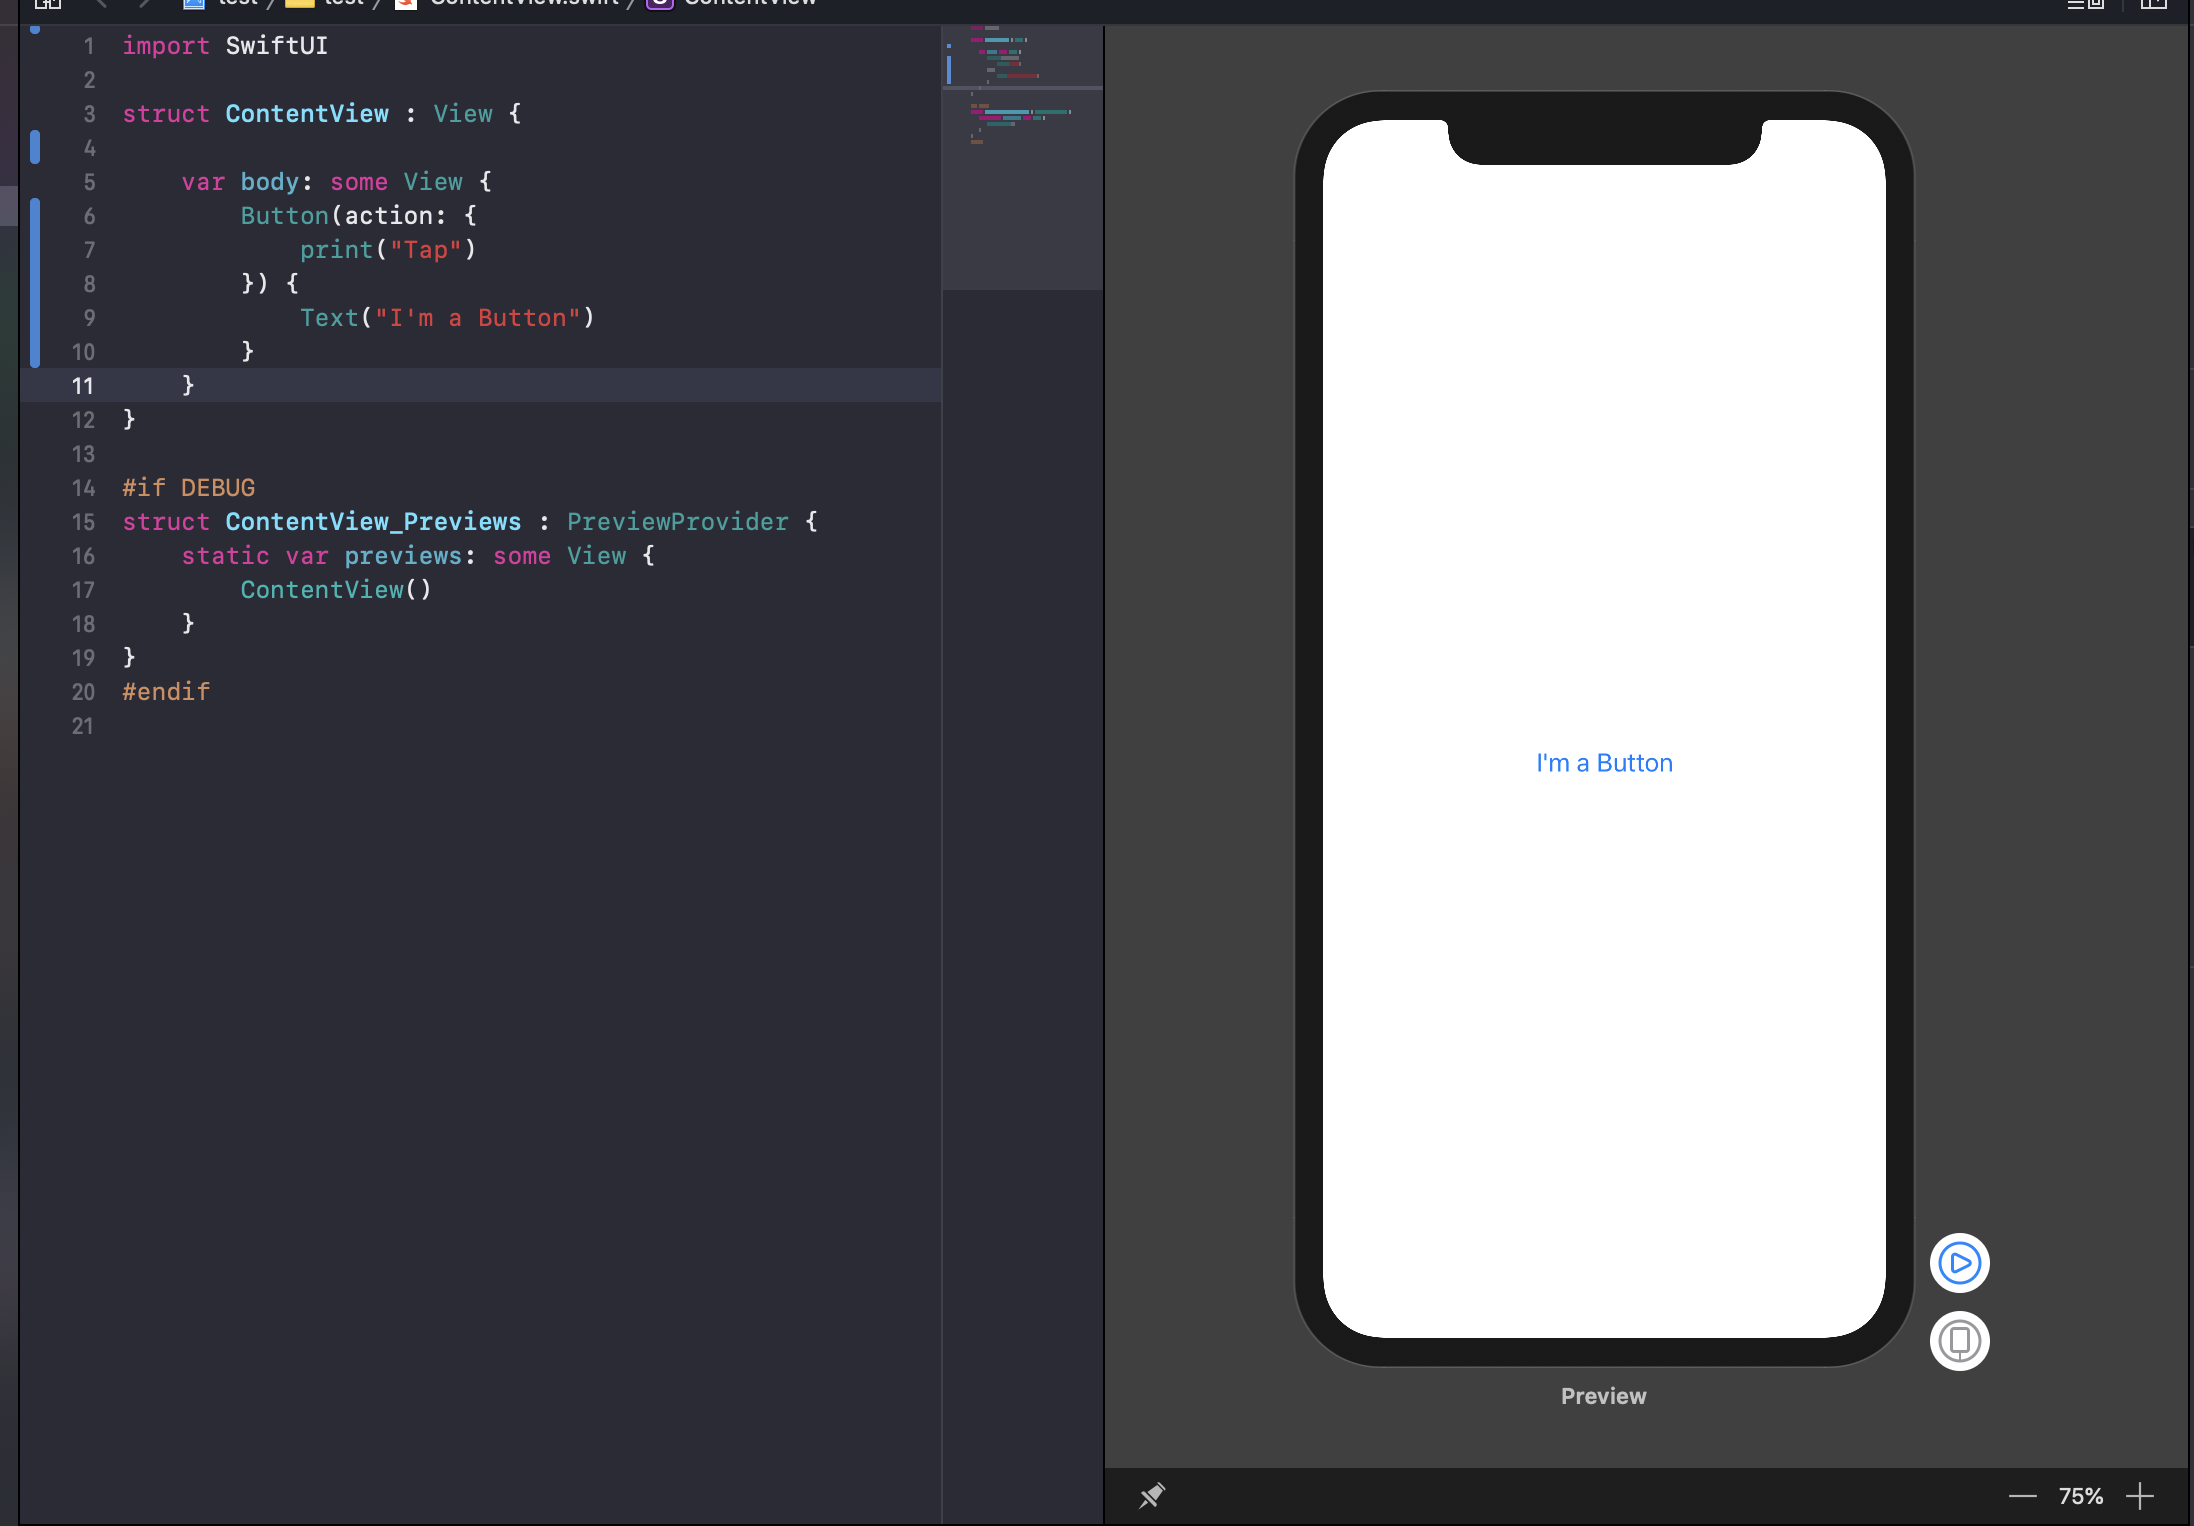 test / test / ContentView.swift / ContentView
1 import SwiftUI
2
3 struct ContentView : View {
4
5     var body: some View {
6         Button(action: {
7             print("Tap")
8         }) {
9             Text("I'm a Button")
10         }
11     }
12 }
13
14 #if DEBUG
15 struct ContentView_Previews : PreviewProvider {
16     static var previews: some View {
17         ContentView()
18     }
19 }
20 #endif
21
I'm a Button
Preview
75%